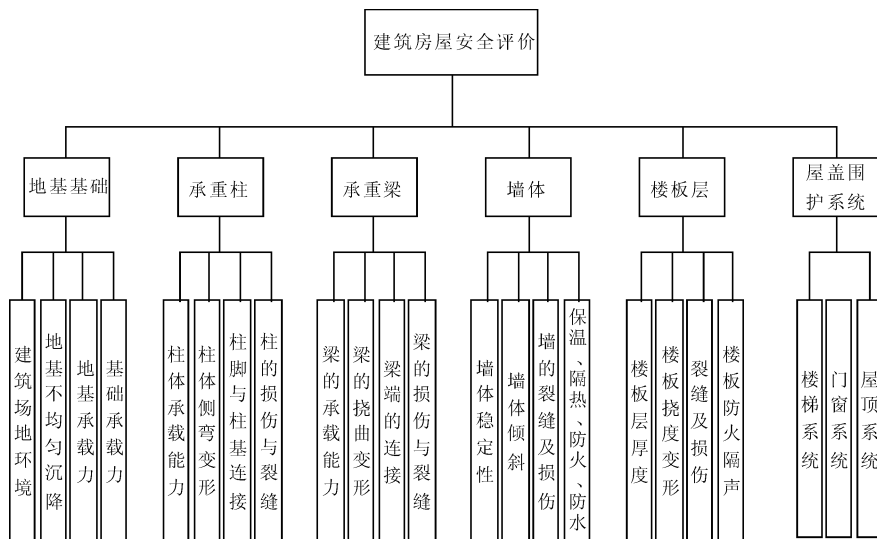 建筑房屋安全评价
地基基础
承重柱
承重梁
墙体
楼板层
屋盖围
护系统
建筑场地环境
地基不均匀沉降
地基承载力
基础承载力
柱体承载能力
柱体侧弯变形
柱脚与柱基连接
柱的损伤与裂缝
梁的承载能力
梁的挠曲变形
梁端的连接
梁的损伤与裂缝
墙体稳定性
墙体倾斜
墙的裂缝及损伤
保温、隔热、防火、防水
楼板层厚度
楼板挠度变形
裂缝及损伤
楼板防火隔声
楼梯系统
门窗系统
屋顶系统